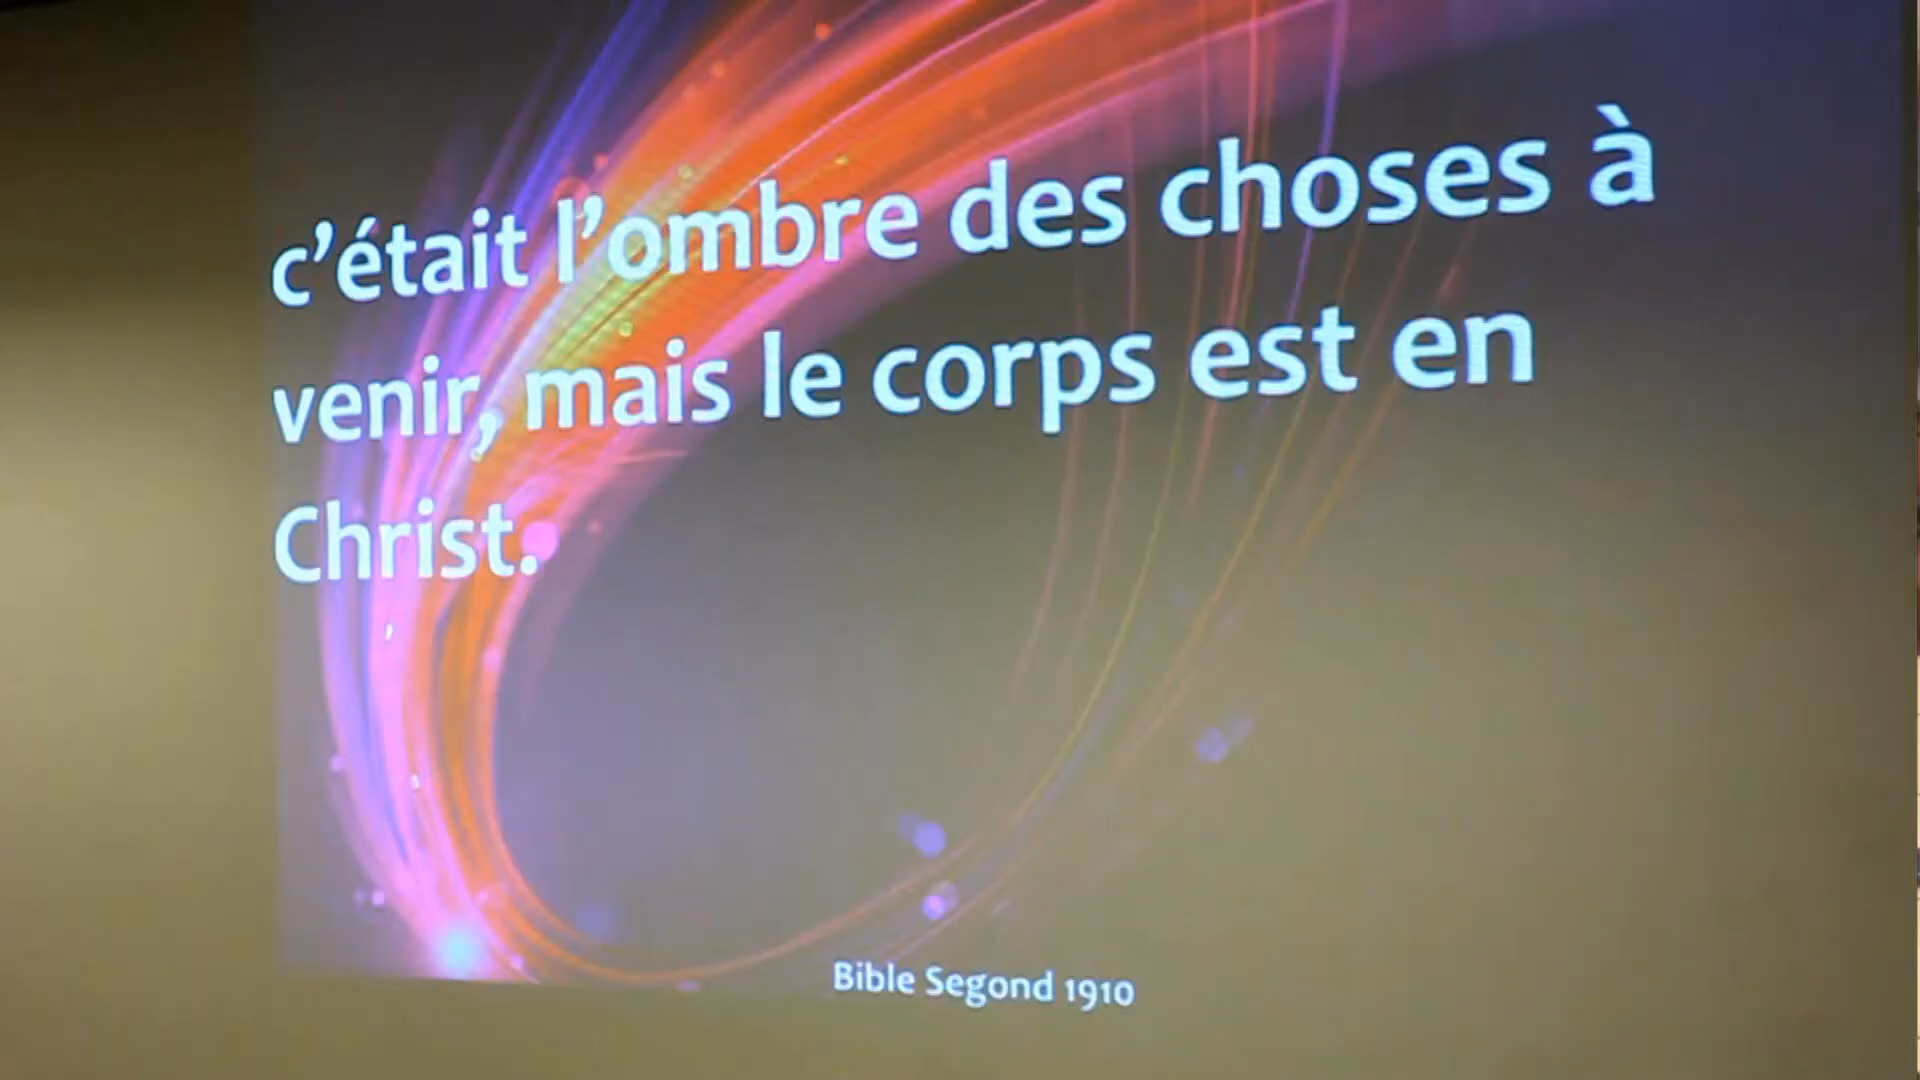 c’était l’ombre des choses à
venir, mais le corps est en
Christ.
Bible Segond 1910